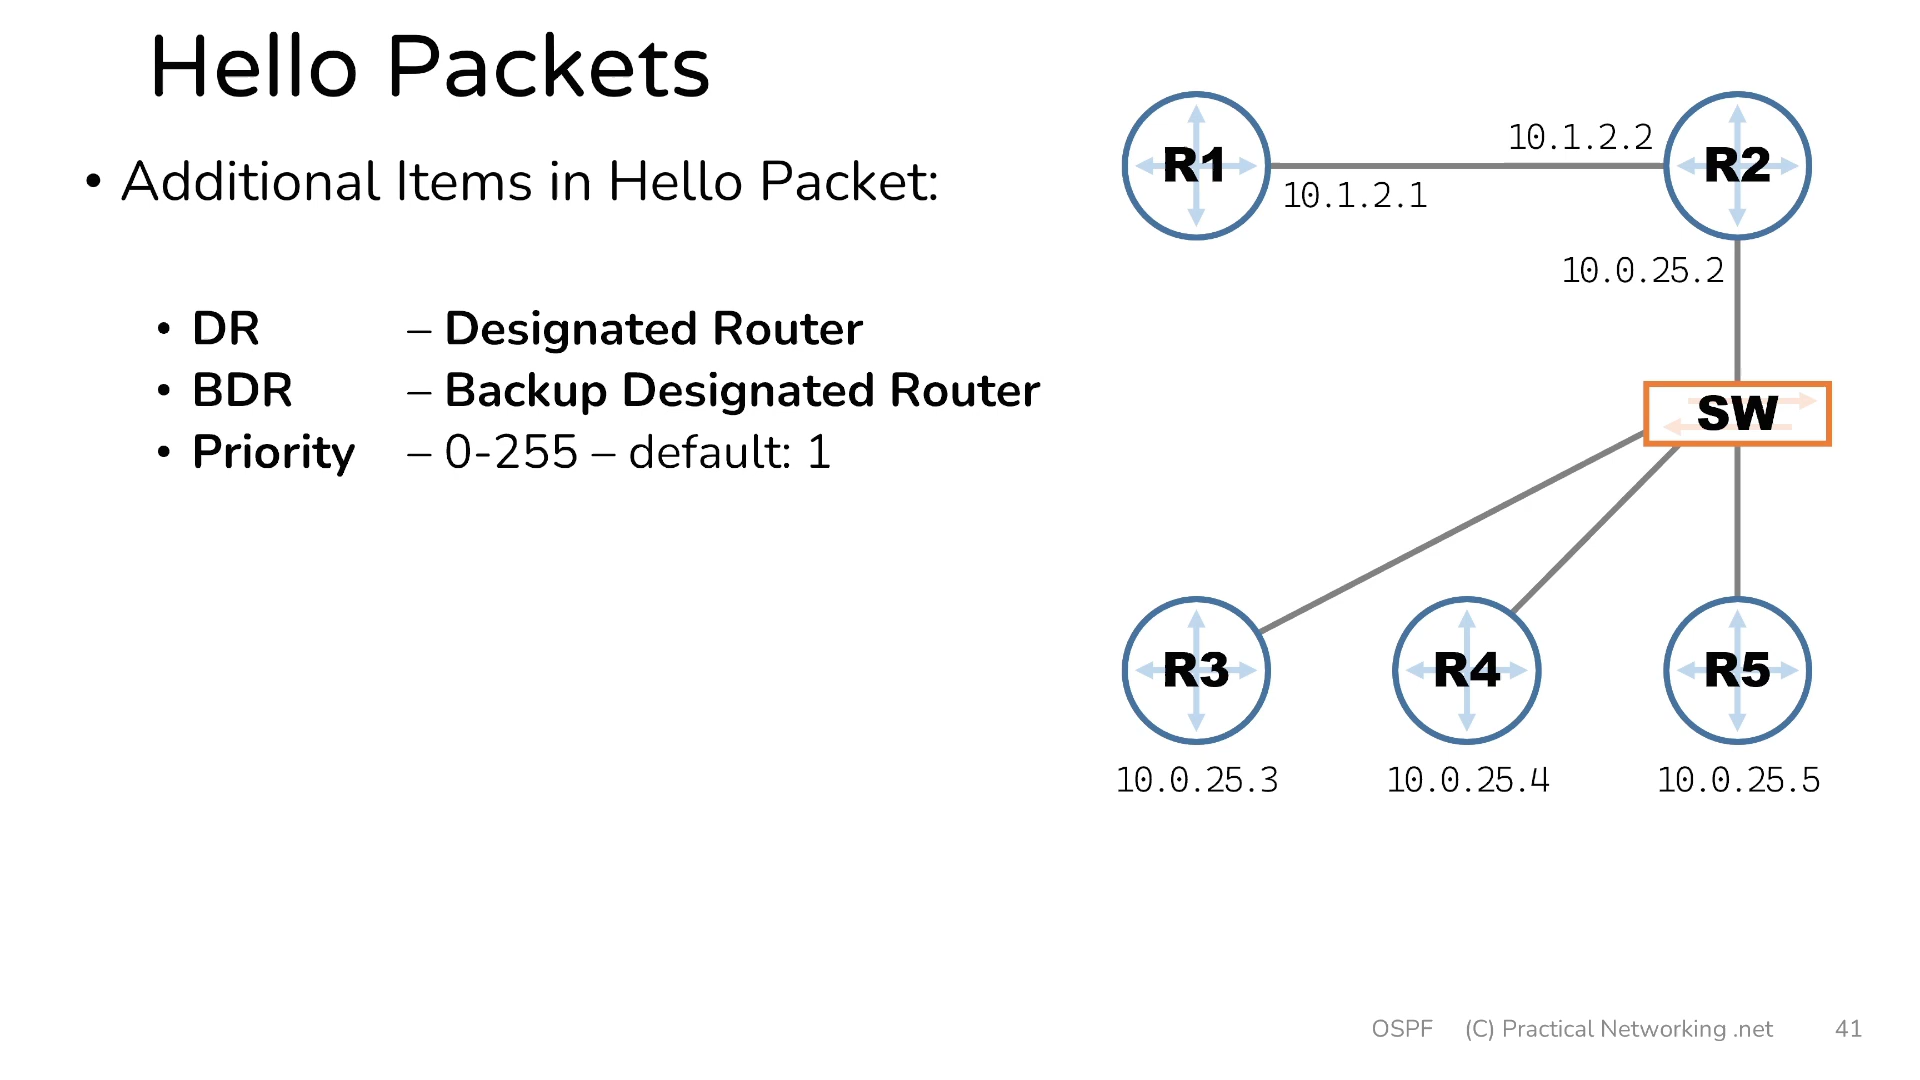 Hello Packets
• Additional Items in Hello Packet:
• DR – Designated Router
• BDR – Backup Designated Router
• Priority – 0-255 – default: 1
R1
10.1.2.2
R2
10.1.2.1
10.0.25.2
SW
R3
R4
R5
10.0.25.3
10.0.25.4
10.0.25.5
OSPF (C) Practical Networking .net 41